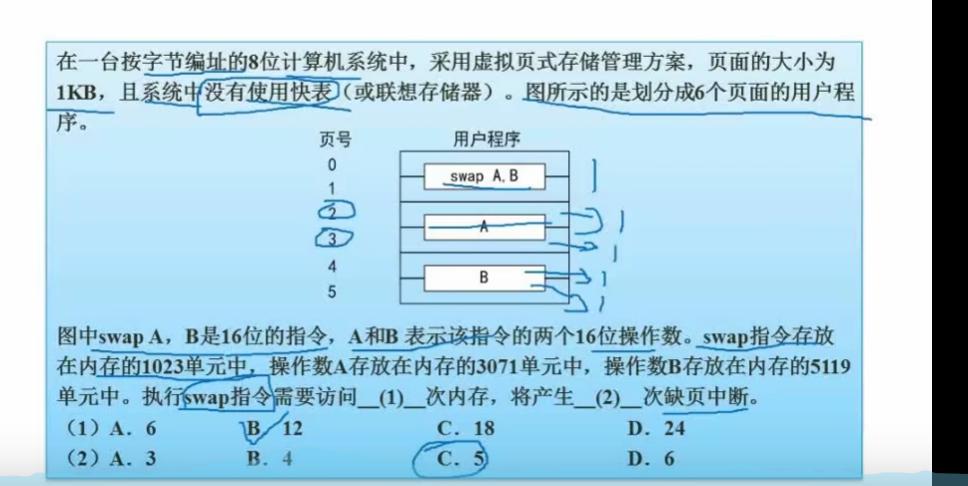 在一台按字节编址的8位计算机系统中，采用虚拟页式存储管理方案，页面的大小为
1KB，且系统中没有使用快表（或联想存储器）。图所示的是划分成6个页面的用户程
序。
页号 用户程序
0
swap A,B
1
2
A
3
4
B
5
图中swap A，B是16位的指令，A和B 表示该指令的两个16位操作数。swap指令存放
在内存的1023单元中，操作数A存放在内存的3071单元中，操作数B存放在内存的5119
单元中。执行swap指令需要访问__(1)__次内存，将产生__(2)__次缺页中断。
（1）A．6 B．12 C．18 D．24
（2）A．3 B．4 C．5 D．6